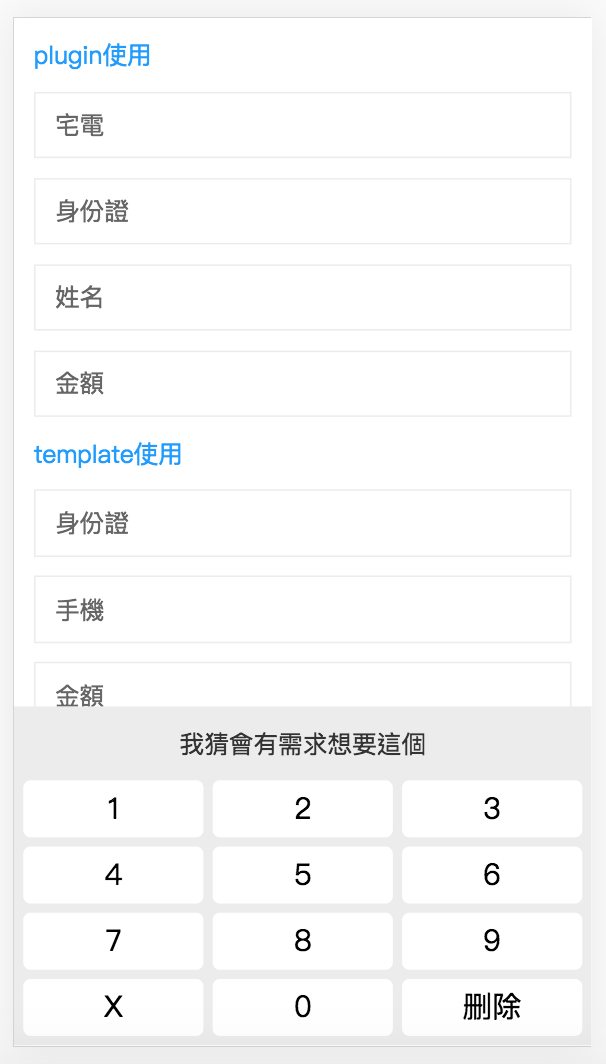 plugin使用
宅電
身份證
姓名
金額
template使用
身份證
手機
金額
我猜會有需求想要這個
1 2 3
4 5 6
7 8 9
X 0 刪除